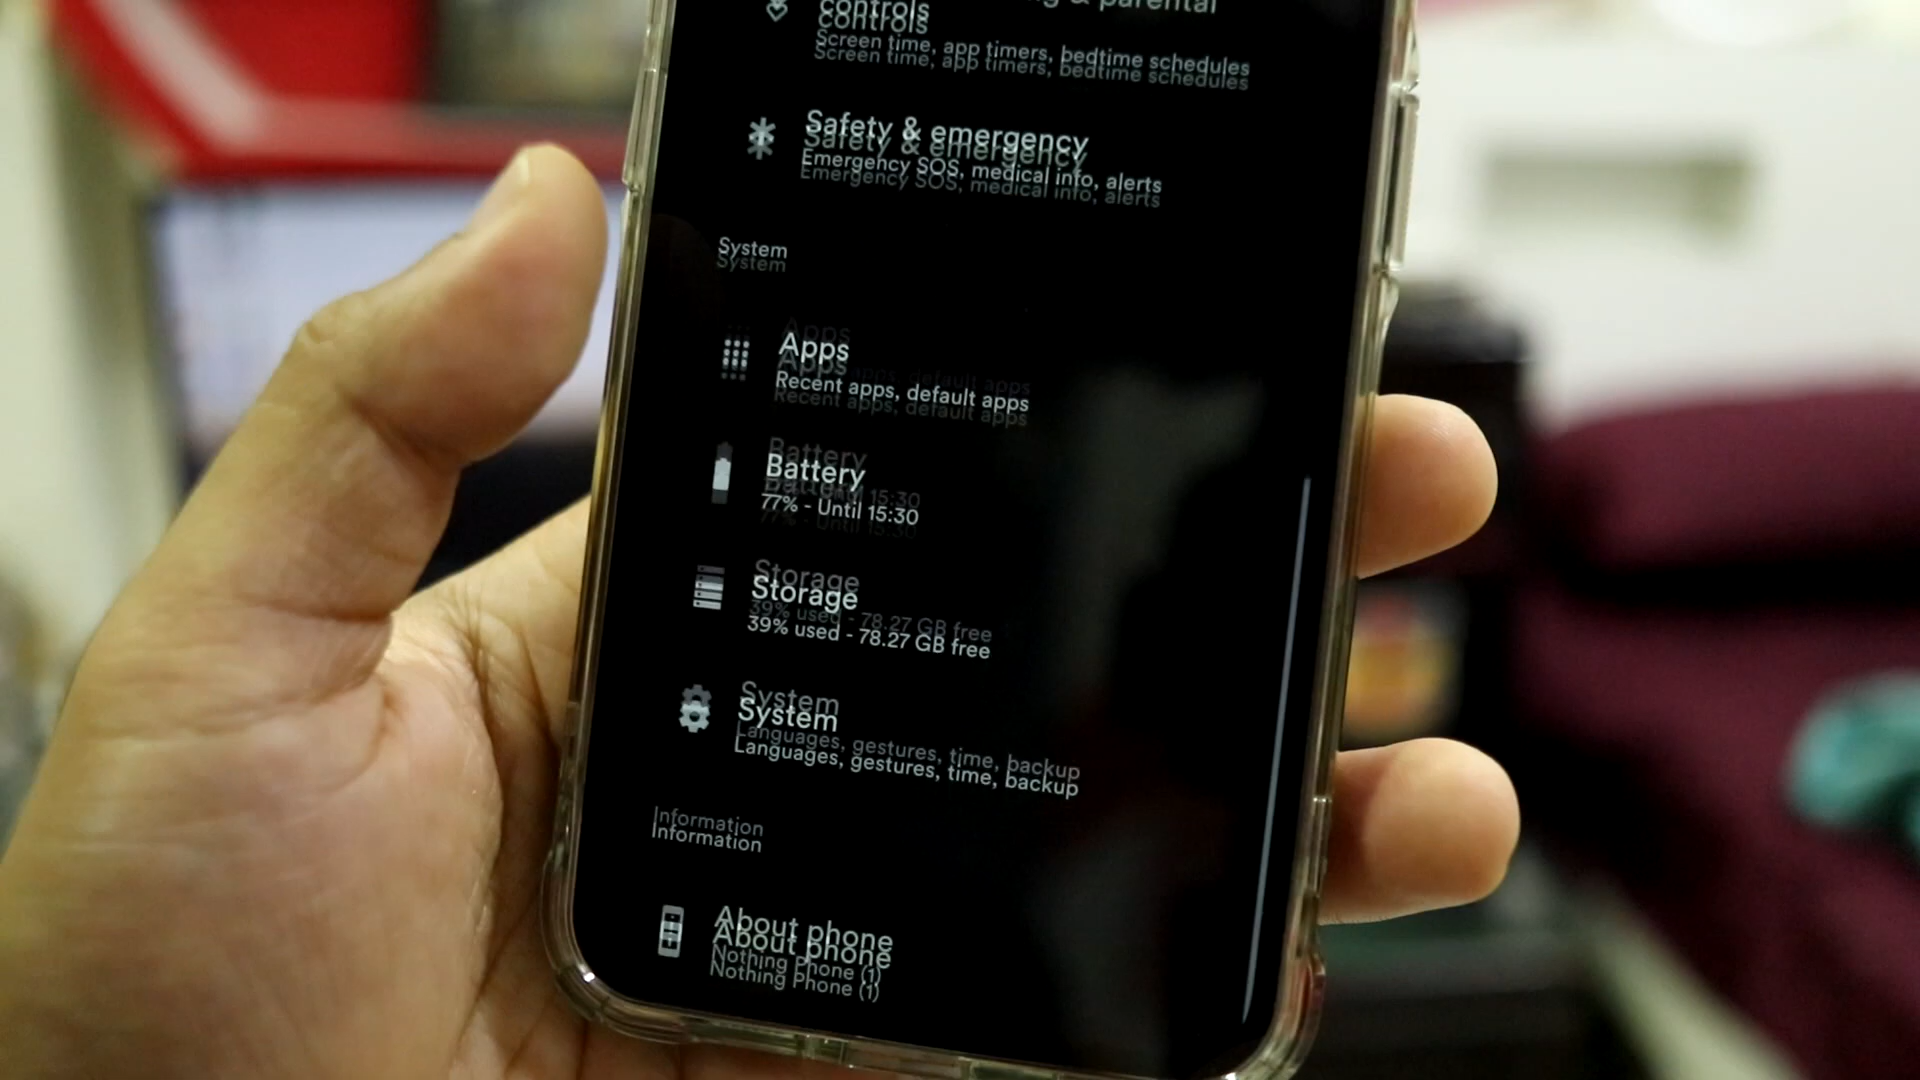 & parental
controls
Screen time, app timers, bedtime schedules
Safety & emergency
Emergency SOS, medical info, alerts
System
Apps
Recent apps, default apps
Battery
77% - Until 15:30
Storage
39% used - 78.27 GB free
System
Languages, gestures, time, backup
Information
About phone
Nothing Phone (1)